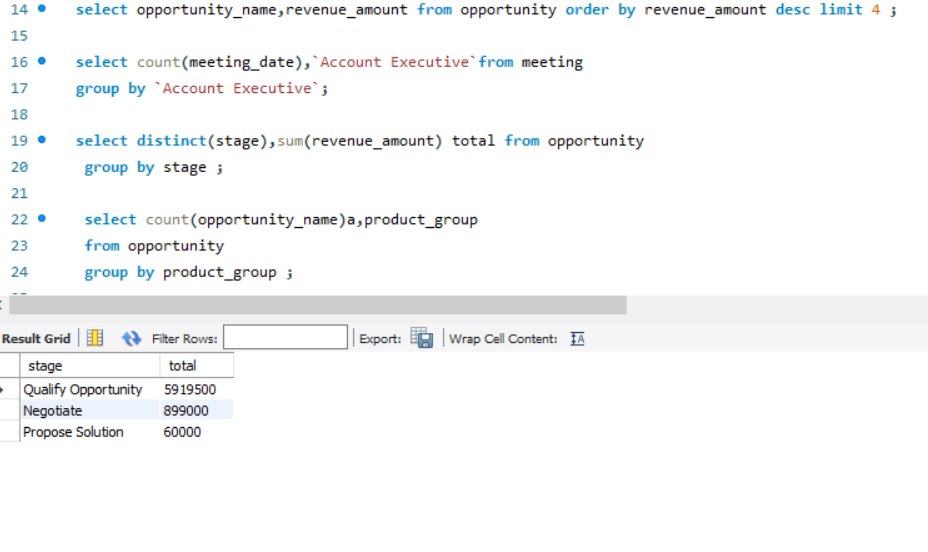 14 select opportunity_name,revenue_amount from opportunity order by revenue_amount desc limit 4 ;
15
16 select count(meeting_date),`Account Executive`from meeting
17 group by `Account Executive`;
18
19 select distinct(stage),sum(revenue_amount) total from opportunity
20 group by stage ;
21
22 select count(opportunity_name)a,product_group
23 from opportunity
24 group by product_group ;
Result Grid Filter Rows: Export: Wrap Cell Content: IA
stage total
Qualify Opportunity 5919500
Negotiate 899000
Propose Solution 60000